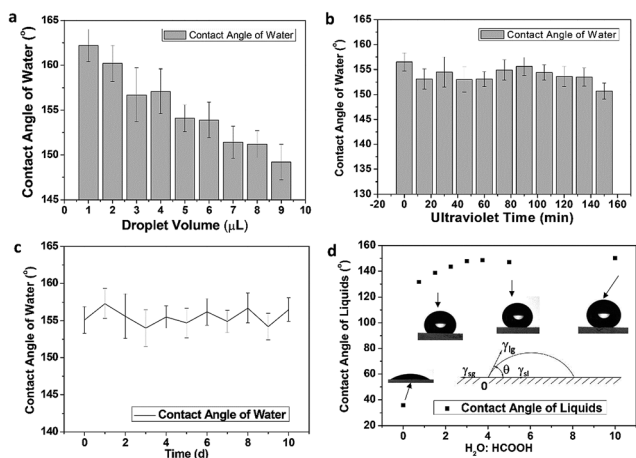 a
Contact Angle of Water
Contact Angle of Water (º)
165
160
155
150
145
0 1 2 3 4 5 6 7 8 9 10
Droplet Volume (µL)
b
Contact Angle of Water
Contact Angle of Water (º)
165
160
155
150
145
140
135
130
-20 0 20 40 60 80 100 120 140 160 180
Ultraviolet Time (min)
c
Contact Angle of Water (º)
165
160
155
150
145
140
Contact Angle of Water
0 2 4 6 8 10
Time (d)
d
Contact Angle of Liquids (º)
160
140
120
100
80
60
40
20
0
γlg
γsg θ γsl
0
Contact Angle of Liquids
0 2 4 6 8 10
H₂O: HCOOH